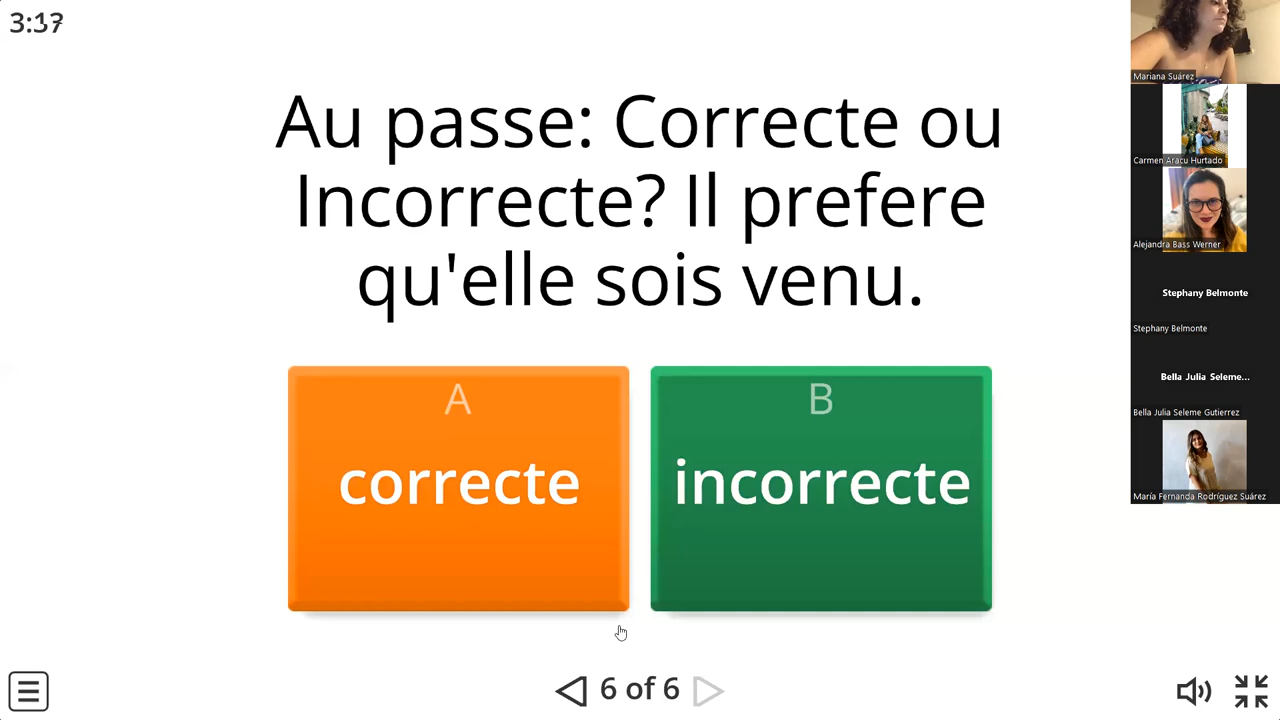 Au passe: Correcte ou
Incorrecte? Il prefere
qu'elle sois venu.
A
correcte
B
incorrecte
6 of 6
Mariana Suárez
Carmen Aracu Hurtado
Alejandra Bass Werner
Stephany Belmonte
Stephany Belmonte
Bella Julia Seleme...
Bella Julia Seleme Gutierrez
María Fernanda Rodríguez Suárez